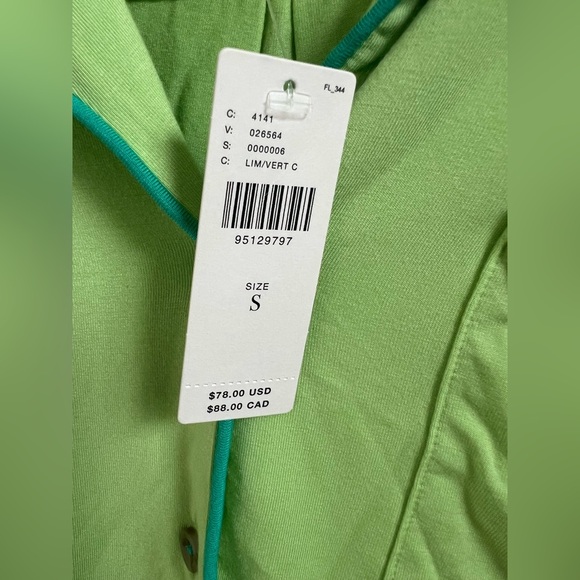 FL_344
C: 4141
V: 026564
S: 0000006
C: LIM/VERT C
95129797
SIZE
S
$78.00 USD
$88.00 CAD